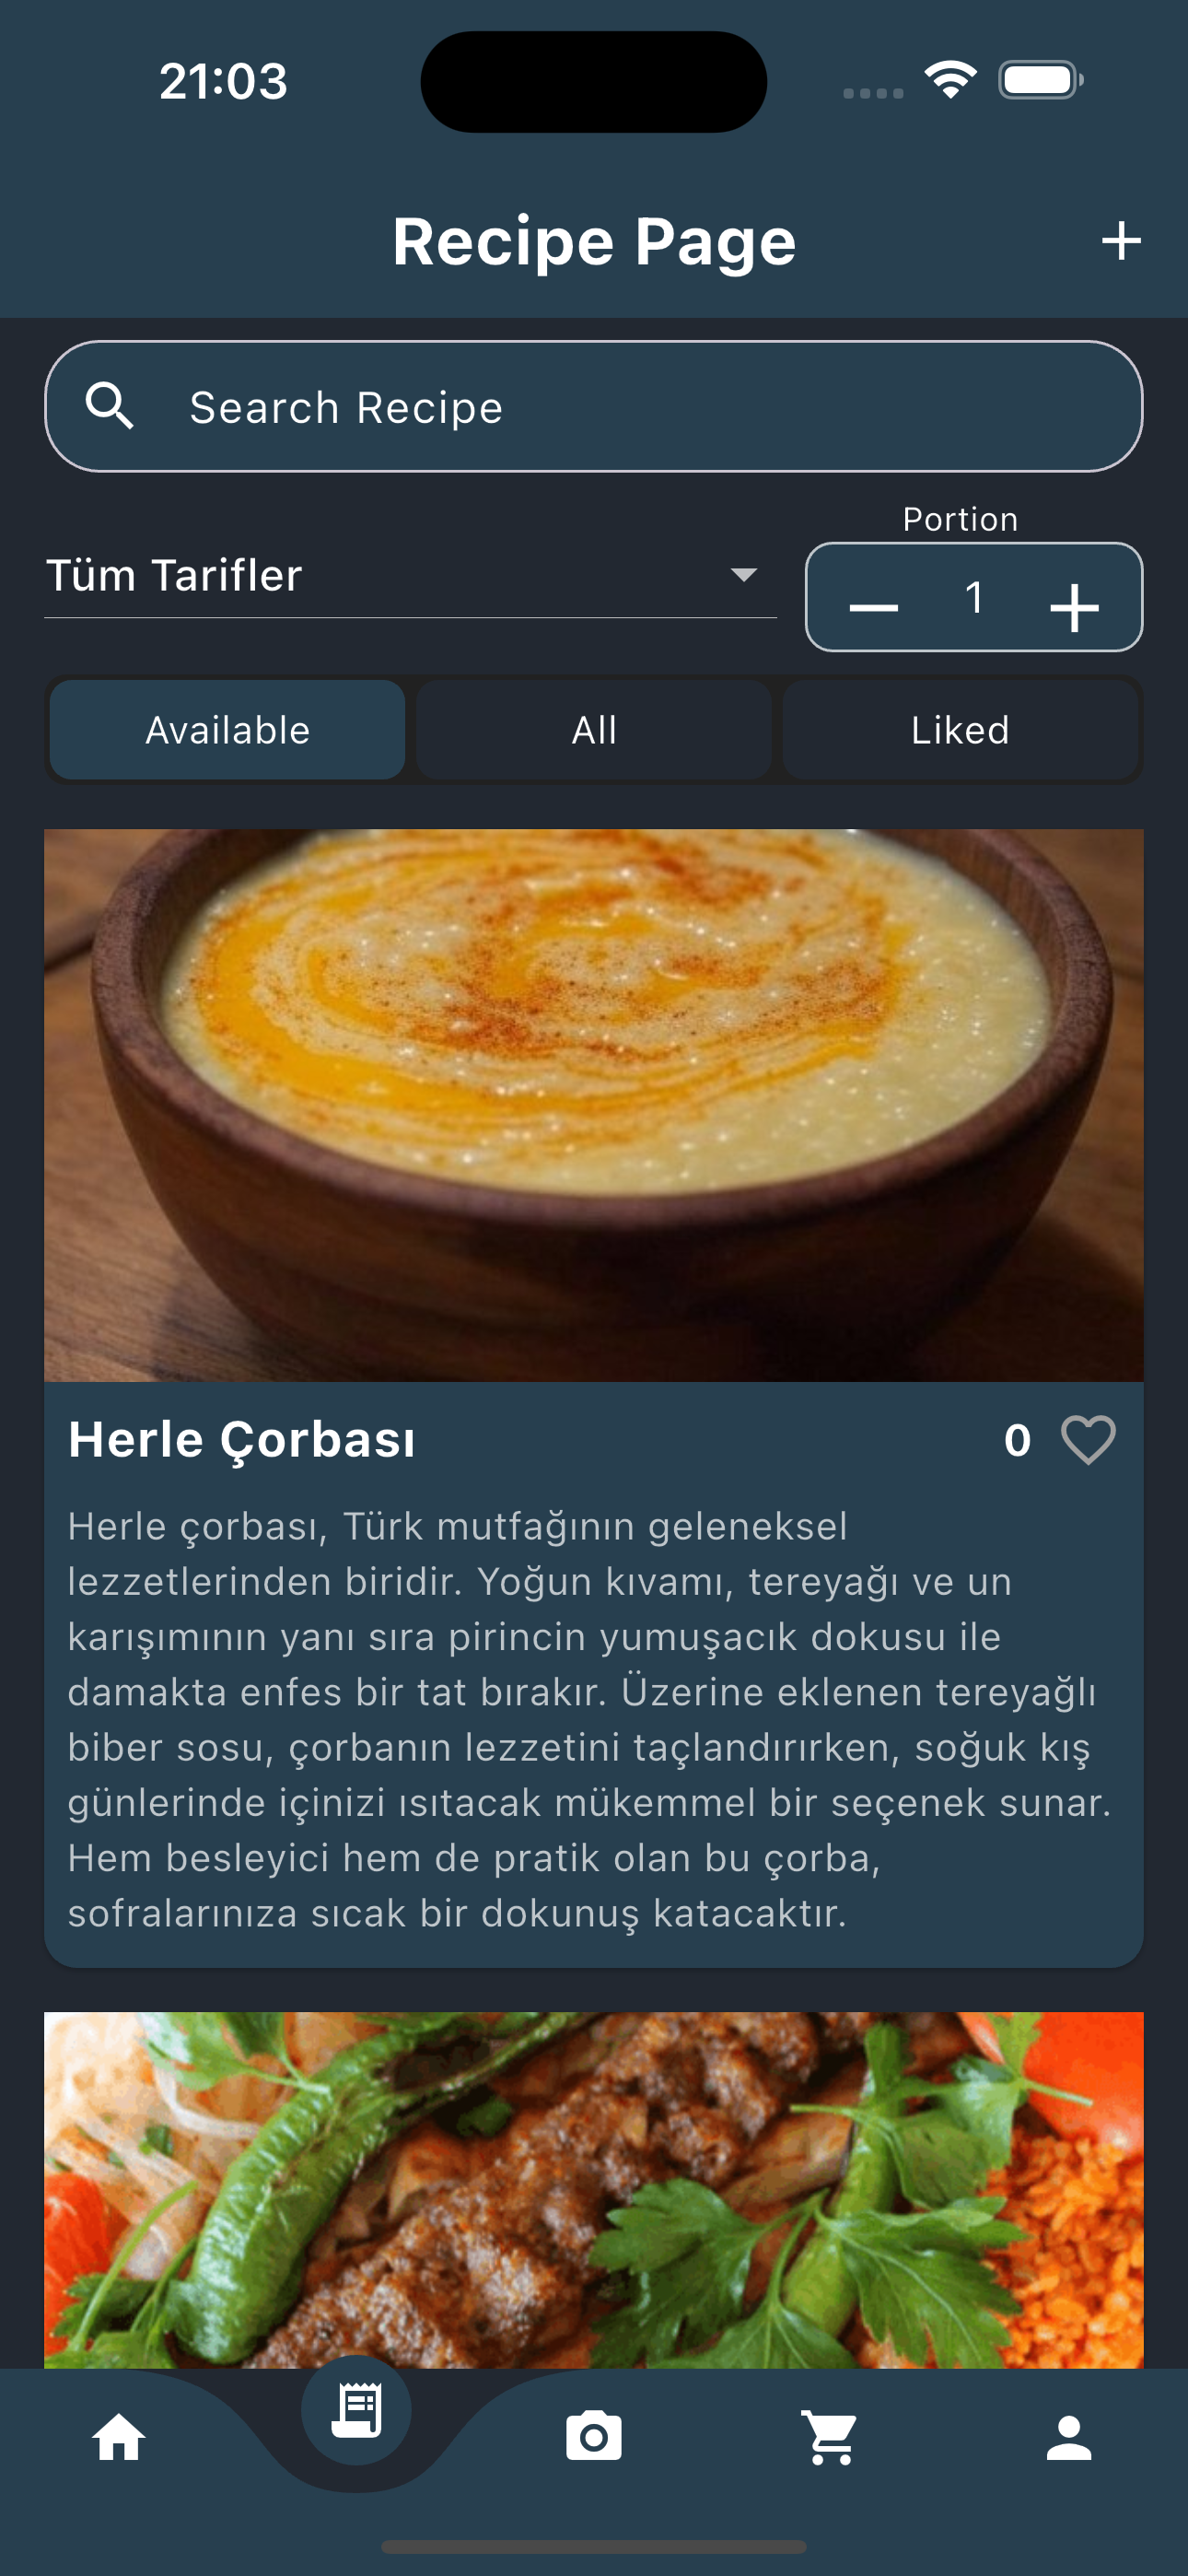 21:03
Recipe Page
Search Recipe
Portion
Tüm Tarifler
1
Available
All
Liked
Herle Çorbası
0
Herle çorbası, Türk mutfağının geleneksel
lezzetlerinden biridir. Yoğun kıvamı, tereyağı ve un
karışımının yanı sıra pirincin yumuşacık dokusu ile
damakta enfes bir tat bırakır. Üzerine eklenen tereyağlı
biber sosu, çorbanın lezzetini taçlandırırken, soğuk kış
günlerinde içinizi ısıtacak mükemmel bir seçenek sunar.
Hem besleyici hem de pratik olan bu çorba,
sofralarınıza sıcak bir dokunuş katacaktır.